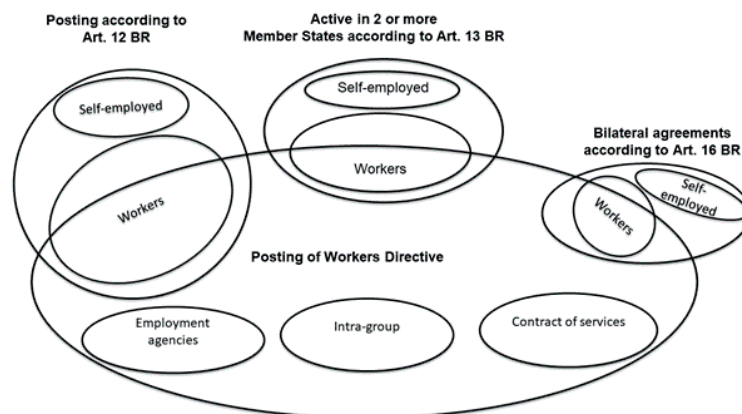 Posting according to
Art. 12 BR
Active in 2 or more
Member States according to Art. 13 BR
Self-employed
Self-employed
Bilateral agreements
according to Art. 16 BR
Workers
Workers
Self-
employed
Workers
Posting of Workers Directive
Employment
agencies
Intra-group
Contract of services